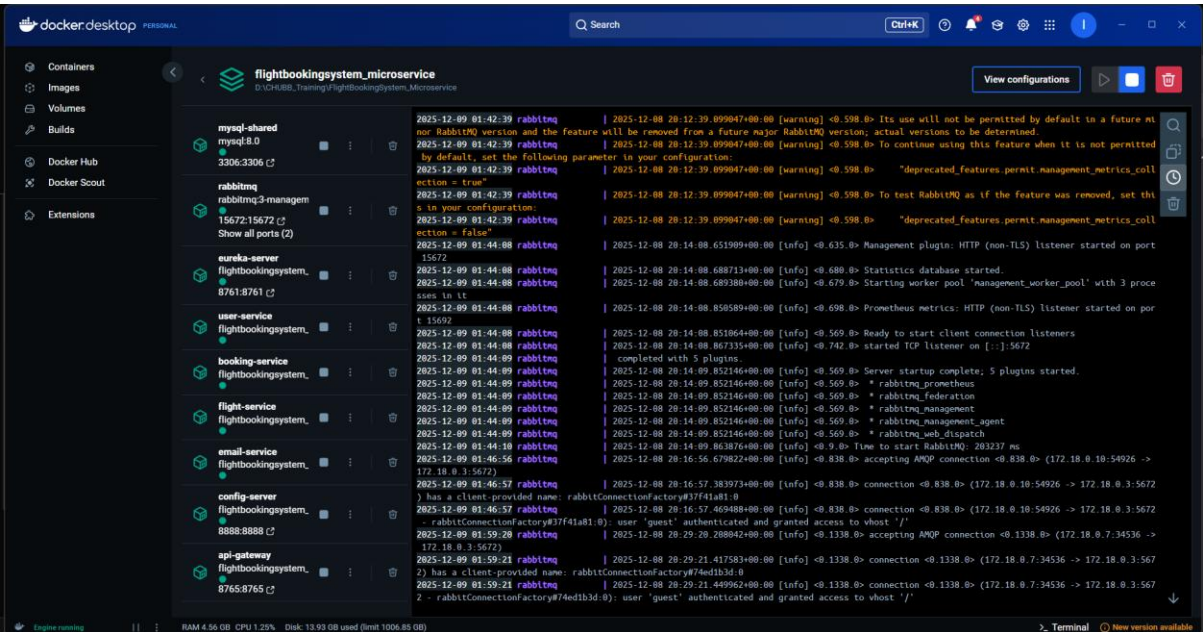 docker.desktop PERSONAL
Search
Ctrl+K
I
Containers
Images
Volumes
Builds
Docker Hub
Docker Scout
Extensions
flightbookingsystem_microservice
D:\CHUBB_Training\FlightBookingSystem_Microservice
View configurations
mysql-shared
mysql:8.0
3306:3306
rabbitmq
rabbitmq:3-managem
15672:15672
Show all ports (2)
eureka-server
flightbookingsystem_
8761:8761
user-service
flightbookingsystem_
booking-service
flightbookingsystem_
flight-service
flightbookingsystem_
email-service
flightbookingsystem_
config-server
flightbookingsystem_
8888:8888
api-gateway
flightbookingsystem_
8765:8765
2025-12-09 01:42:39 rabbitmq | 2025-12-08 20:12:39.099047+00:00 [warning] <0.598.0> Its use will not be permitted by default in a future mi
nor RabbitMQ version and the feature will be removed from a future major RabbitMQ version; actual versions to be determined.
2025-12-09 01:42:39 rabbitmq | 2025-12-08 20:12:39.099047+00:00 [warning] <0.598.0> To continue using this feature when it is not permitted
by default, set the following parameter in your configuration:
2025-12-09 01:42:39 rabbitmq | 2025-12-08 20:12:39.099047+00:00 [warning] <0.598.0> "deprecated_features.permit.management_metrics_coll
ection = true"
2025-12-09 01:42:39 rabbitmq | 2025-12-08 20:12:39.099047+00:00 [warning] <0.598.0> To test RabbitMQ as if the feature was removed, set thi
s in your configuration:
2025-12-09 01:42:39 rabbitmq | 2025-12-08 20:12:39.099047+00:00 [warning] <0.598.0> "deprecated_features.permit.management_metrics_coll
ection = false"
2025-12-09 01:44:08 rabbitmq | 2025-12-08 20:14:08.651909+00:00 [info] <0.635.0> Management plugin: HTTP (non-TLS) listener started on port
15672
2025-12-09 01:44:08 rabbitmq | 2025-12-08 20:14:08.688713+00:00 [info] <0.680.0> Statistics database started.
2025-12-09 01:44:08 rabbitmq | 2025-12-08 20:14:08.689380+00:00 [info] <0.679.0> Starting worker pool 'management_worker_pool' with 3 proce
sses in it
2025-12-09 01:44:08 rabbitmq | 2025-12-08 20:14:08.850589+00:00 [info] <0.698.0> Prometheus metrics: HTTP (non-TLS) listener started on por
t 15692
2025-12-09 01:44:08 rabbitmq | 2025-12-08 20:14:08.851064+00:00 [info] <0.569.0> Ready to start client connection listeners
2025-12-09 01:44:08 rabbitmq | 2025-12-08 20:14:08.867335+00:00 [info] <0.742.0> started TCP listener on [::]:5672
2025-12-09 01:44:09 rabbitmq | completed with 5 plugins.
2025-12-09 01:44:09 rabbitmq | 2025-12-08 20:14:09.852146+00:00 [info] <0.569.0> Server startup complete; 5 plugins started.
2025-12-09 01:44:09 rabbitmq | 2025-12-08 20:14:09.852146+00:00 [info] <0.569.0> * rabbitmq_prometheus
2025-12-09 01:44:09 rabbitmq | 2025-12-08 20:14:09.852146+00:00 [info] <0.569.0> * rabbitmq_federation
2025-12-09 01:44:09 rabbitmq | 2025-12-08 20:14:09.852146+00:00 [info] <0.569.0> * rabbitmq_management
2025-12-09 01:44:09 rabbitmq | 2025-12-08 20:14:09.852146+00:00 [info] <0.569.0> * rabbitmq_management_agent
2025-12-09 01:44:09 rabbitmq | 2025-12-08 20:14:09.852146+00:00 [info] <0.569.0> * rabbitmq_web_dispatch
2025-12-09 01:44:10 rabbitmq | 2025-12-08 20:14:09.863876+00:00 [info] <0.9.0> Time to start RabbitMQ: 203237 ms
2025-12-09 01:46:56 rabbitmq | 2025-12-08 20:16:56.679822+00:00 [info] <0.838.0> accepting AMQP connection <0.838.0> (172.18.0.10:54926 ->
172.18.0.3:5672)
2025-12-09 01:46:57 rabbitmq | 2025-12-08 20:16:57.383973+00:00 [info] <0.838.0> connection <0.838.0> (172.18.0.10:54926 -> 172.18.0.3:5672
) has a client-provided name: rabbitConnectionFactory#37f41a81:0
2025-12-09 01:46:57 rabbitmq | 2025-12-08 20:16:57.469488+00:00 [info] <0.838.0> connection <0.838.0> (172.18.0.10:54926 -> 172.18.0.3:5672
- rabbitConnectionFactory#37f41a81:0): user 'guest' authenticated and granted access to vhost '/'
2025-12-09 01:59:20 rabbitmq | 2025-12-08 20:29:20.208042+00:00 [info] <0.1338.0> accepting AMQP connection <0.1338.0> (172.18.0.7:34536 ->
172.18.0.3:5672)
2025-12-09 01:59:21 rabbitmq | 2025-12-08 20:29:21.417583+00:00 [info] <0.1338.0> connection <0.1338.0> (172.18.0.7:34536 -> 172.18.0.3:567
2) has a client-provided name: rabbitConnectionFactory#74ed1b3d:0
2025-12-09 01:59:21 rabbitmq | 2025-12-08 20:29:21.449962+00:00 [info] <0.1338.0> connection <0.1338.0> (172.18.0.7:34536 -> 172.18.0.3:567
2 - rabbitConnectionFactory#74ed1b3d:0): user 'guest' authenticated and granted access to vhost '/'
Engine running
RAM 4.56 GB CPU 1.25% Disk: 13.93 GB used (limit 1006.85 GB)
>_ Terminal
New version available